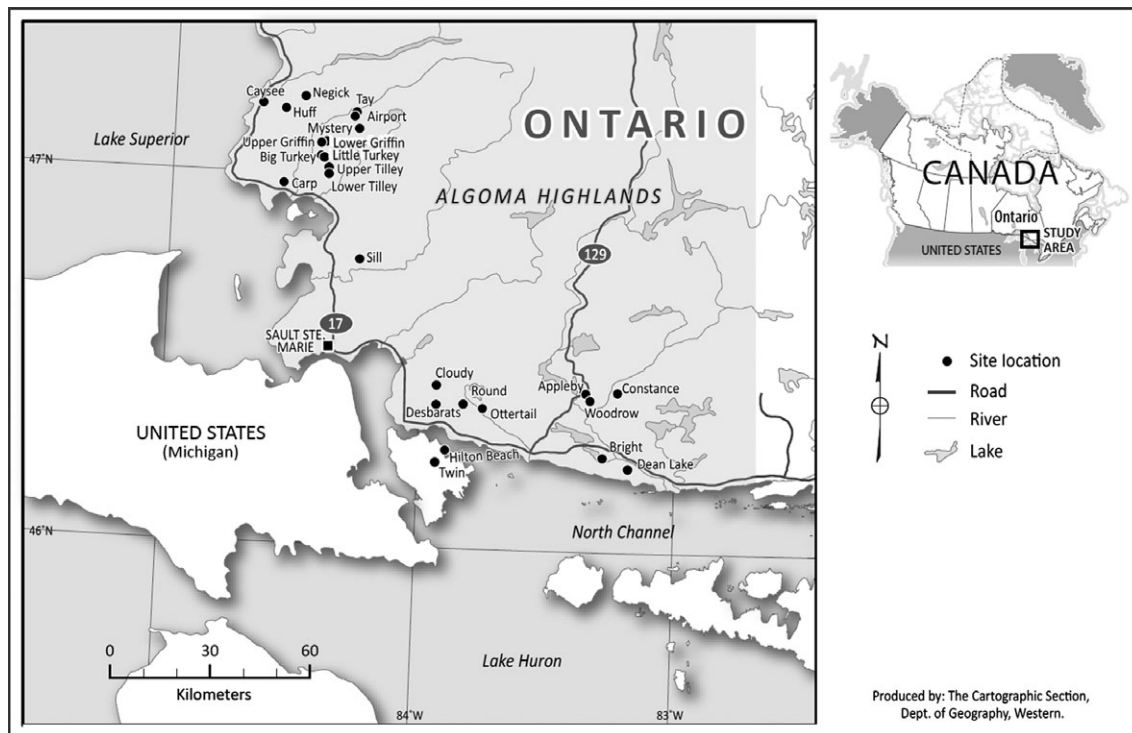 Caysee
Negick
Huff
Tay
Airport
Mystery
Upper Griffin
Lower Griffin
Big Turkey
Little Turkey
Upper Tilley
Lower Tilley
Carp
Lake Superior
47°N
ONTARIO
ALGOMA HIGHLANDS
Sill
129
17
SAULT STE.
MARIE
Cloudy
Round
Desbarats
Ottertail
Appleby
Constance
Woodrow
Bright
Dean Lake
Hilton Beach
Twin
UNITED STATES
(Michigan)
46°N
North Channel
Lake Huron
0 30 60
Kilometers
84°W
83°W
CANADA
Ontario
STUDY
AREA
UNITED STATES
N
Site location
Road
River
Lake
Produced by: The Cartographic Section,
Dept. of Geography, Western.